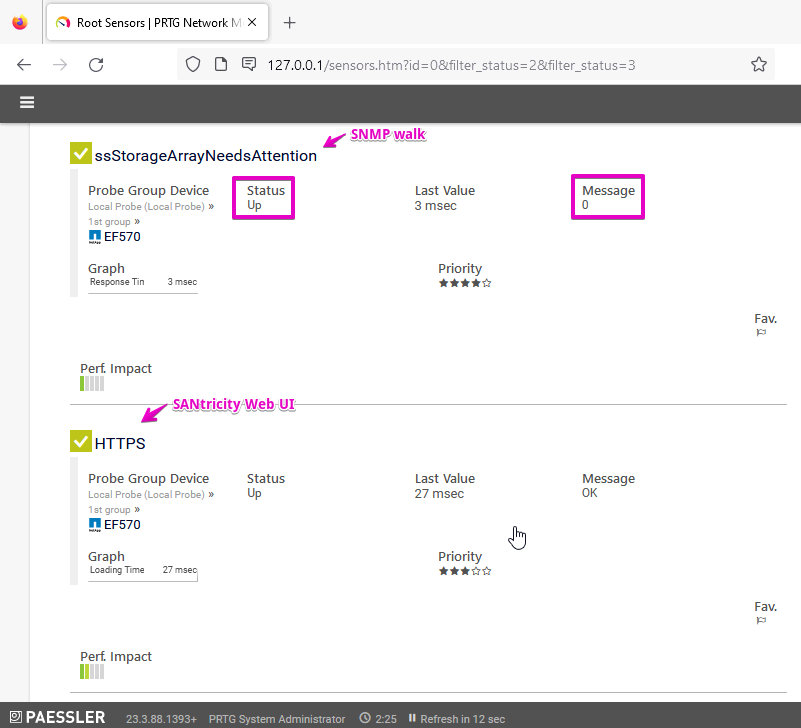 Root Sensors | PRTG Network M
127.0.0.1/sensors.htm?id=0&filter_status=2&filter_status=3
SNMP walk
ssStorageArrayNeedsAttention
Probe Group Device Status Last Value Message
Local Probe (Local Probe) » Up 3 msec 0
1st group »
EF570
Graph Priority
Response Tin 3 msec
Fav.
Perf. Impact
SANtricity Web UI
HTTPS
Probe Group Device Status Last Value Message
Local Probe (Local Probe) » Up 27 msec OK
1st group »
EF570
Graph Priority
Loading Time 27 msec
Fav.
Perf. Impact
PAESSLER 23.3.88.1393+ PRTG System Administrator 2:25 Refresh in 12 sec